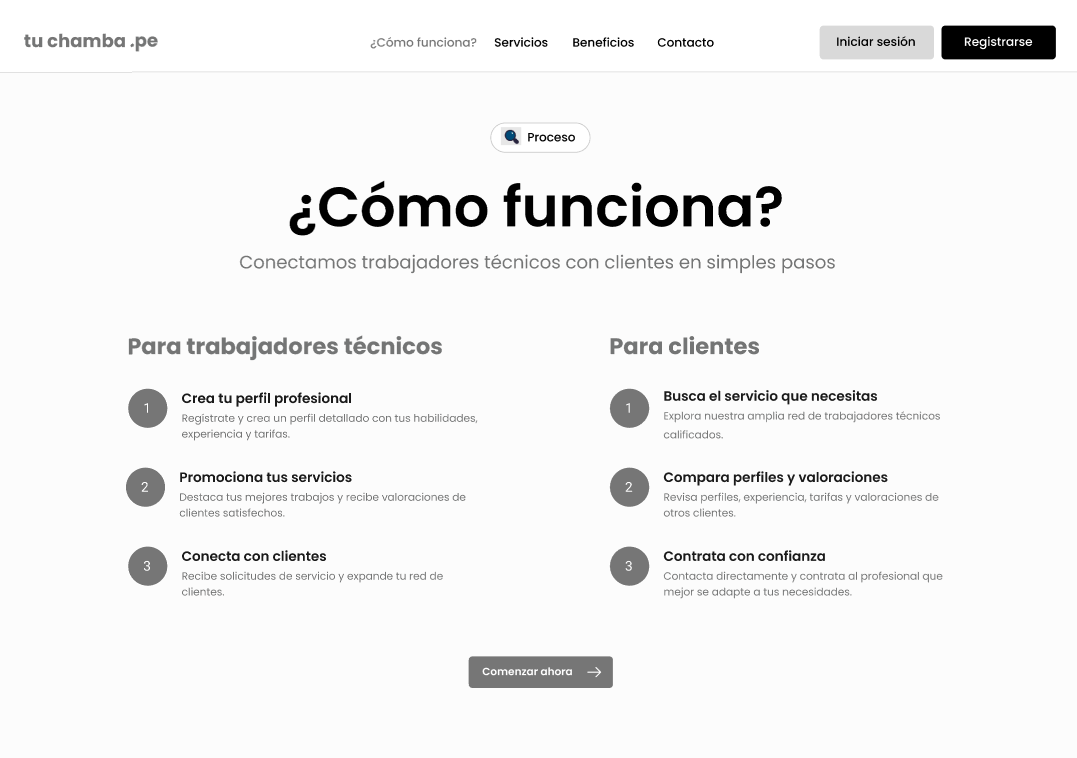 tu chamba .pe
¿Cómo funciona?
Servicios
Beneficios
Contacto
Iniciar sesión
Registrarse
Proceso
¿Cómo funciona?
Conectamos trabajadores técnicos con clientes en simples pasos
Para trabajadores técnicos
1
Crea tu perfil profesional
Registrate y crea un perfil detallado con tus habilidades,
experiencia y tarifas.
2
Promociona tus servicios
Destaca tus mejores trabajos y recibe valoraciones de
clientes satisfechos.
3
Conecta con clientes
Recibe solicitudes de servicio y expande tu red de
clientes.
Para clientes
1
Busca el servicio que necesitas
Explora nuestra amplia red de trabajadores técnicos
calificados.
2
Compara perfiles y valoraciones
Revisa perfiles, experiencia, tarifas y valoraciones de
otros clientes.
3
Contrata con confianza
Contacta directamente y contrata al profesional que
mejor se adapte a tus necesidades.
Comenzar ahora